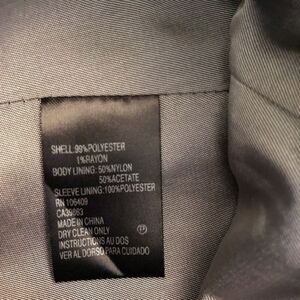 SHELL:99%POLYESTER
1%RAYON
BODY LINING: 50%NYLON
50%ACETATE
SLEEVE LINING:100%POLYESTER
RN 106409
MADE IN CHINA
DRY CLEAN ONLY
INSTRUCTIONS AU DOS
VER AL DORSO PARA CUIDADO